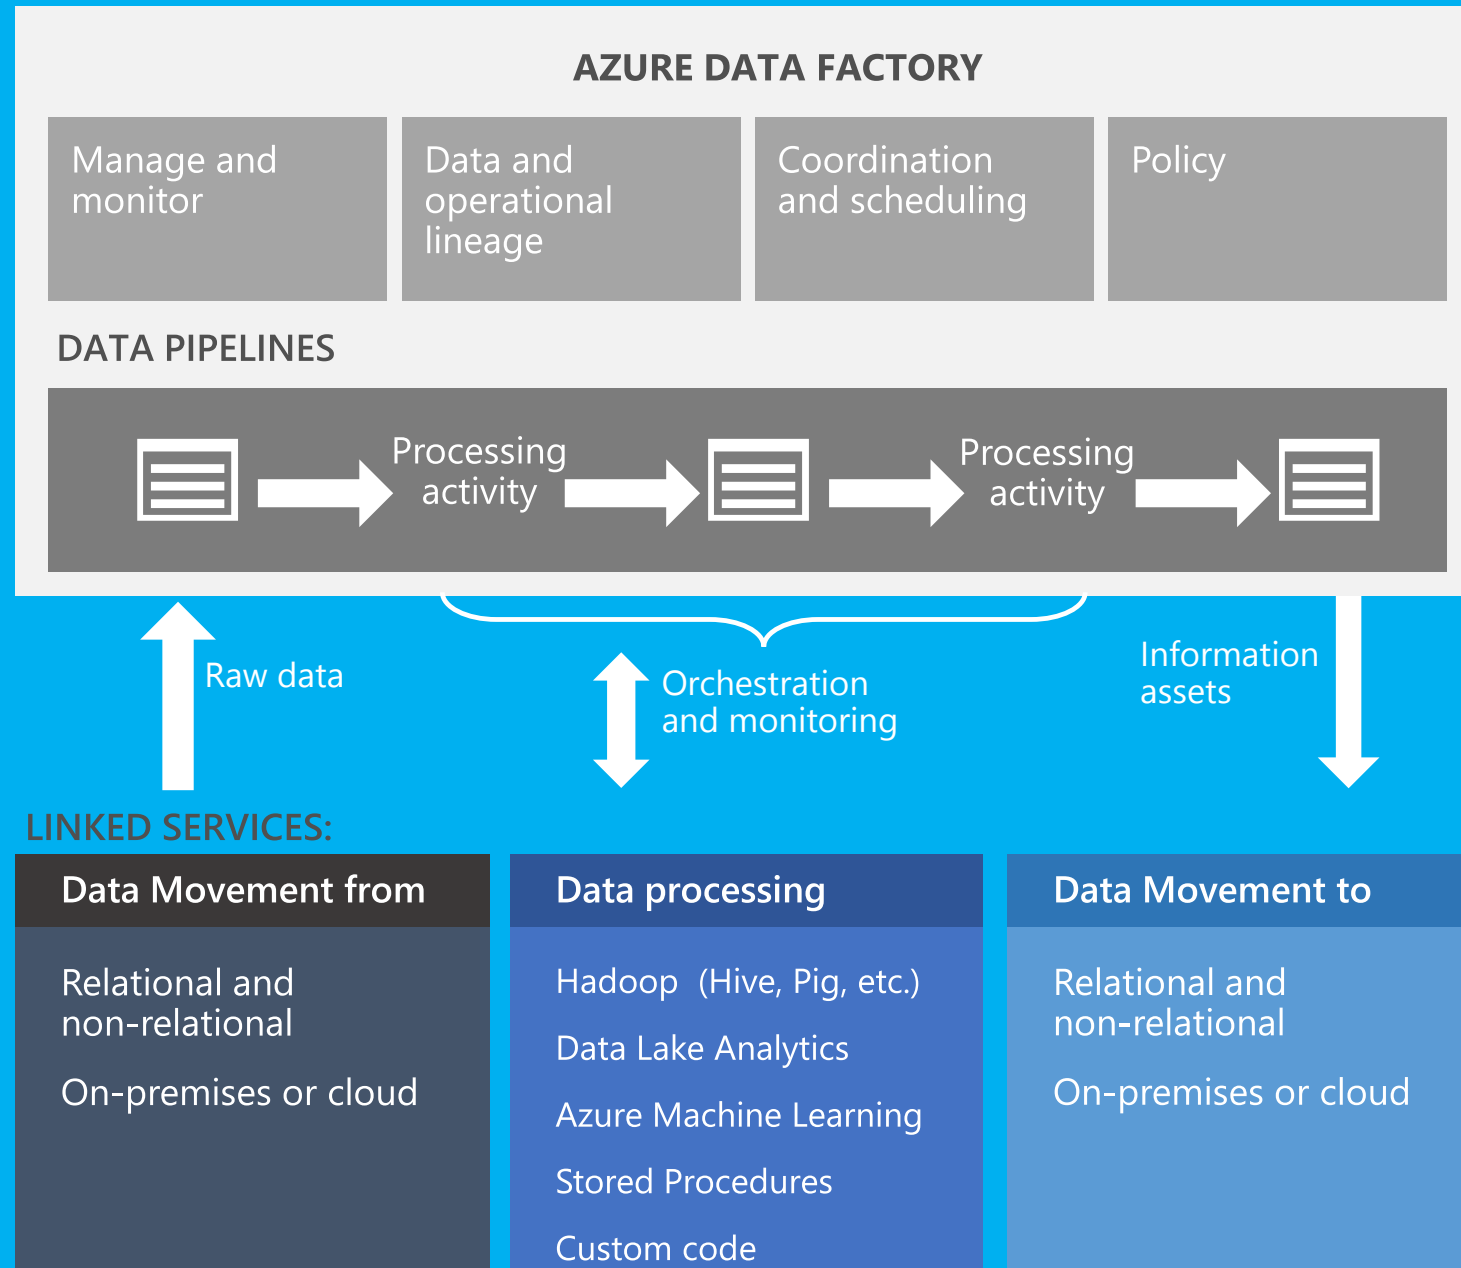 AZURE DATA FACTORY
Manage and
monitor
Data and
operational
lineage
Coordination
and scheduling
Policy
DATA PIPELINES
Processing
activity
Processing
activity
Raw data
Orchestration
and monitoring
Information
assets
LINKED SERVICES:
Data Movement from
Relational and
non-relational
On-premises or cloud
Data processing
Hadoop (Hive, Pig, etc.)
Data Lake Analytics
Azure Machine Learning
Stored Procedures
Custom code
Data Movement to
Relational and
non-relational
On-premises or cloud